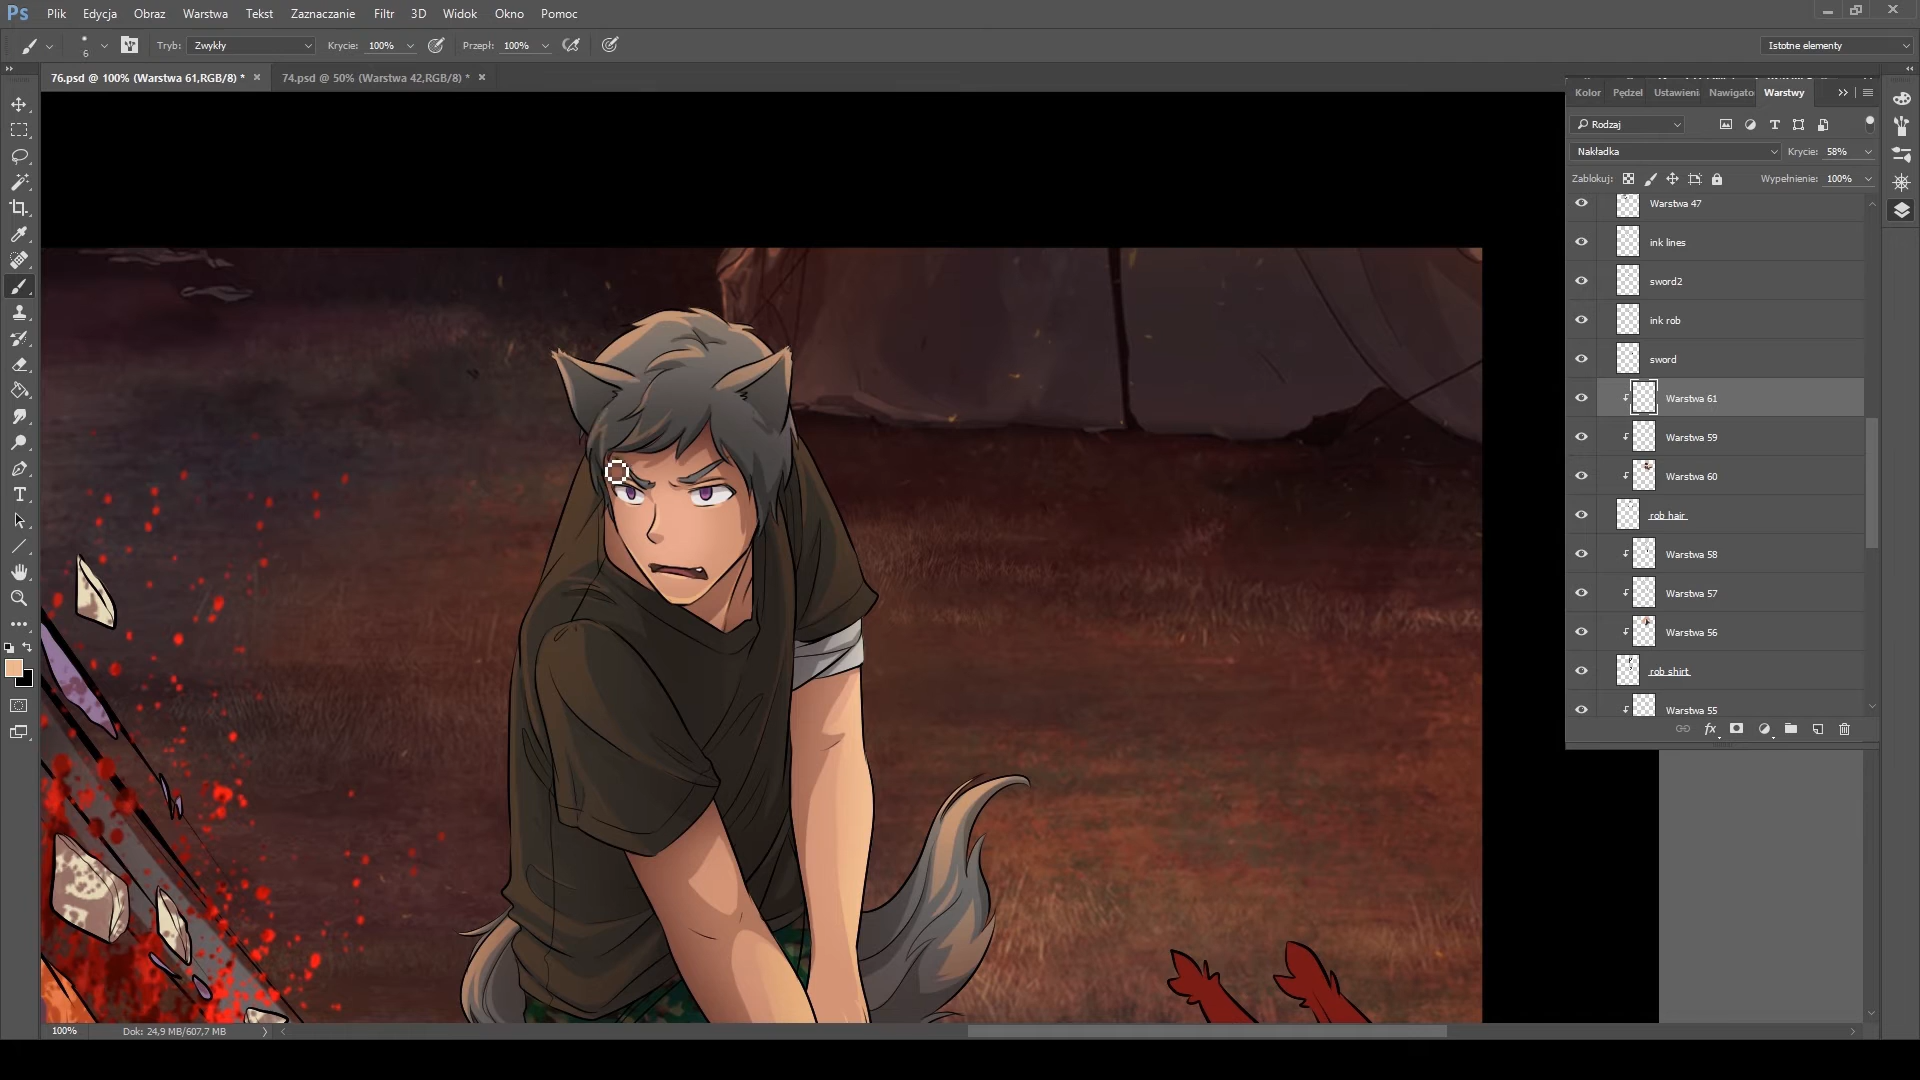 Ps Plik Edycja Obraz Warstwa Tekst Zaznaczanie Filtr 3D Widok Okno Pomoc
6 Tryb: Zwykły Krycie: 100% Przepł: 100% Istotne elementy
76.psd @ 100% (Warstwa 61,RGB/8) * 74.psd @ 50% (Warstwa 42,RGB/8) *
Kolor Pędzel Ustawieni Nawigato Warstwy
Rodzaj
Nakładka Krycie: 58%
Zablokuj: Wypełnienie: 100%
Warstwa 47
ink lines
sword2
ink rob
sword
Warstwa 61
Warstwa 59
Warstwa 60
rob hair
Warstwa 58
Warstwa 57
Warstwa 56
rob shirt
Warstwa 55
fx
100% Dok: 24,9 MB/607,7 MB